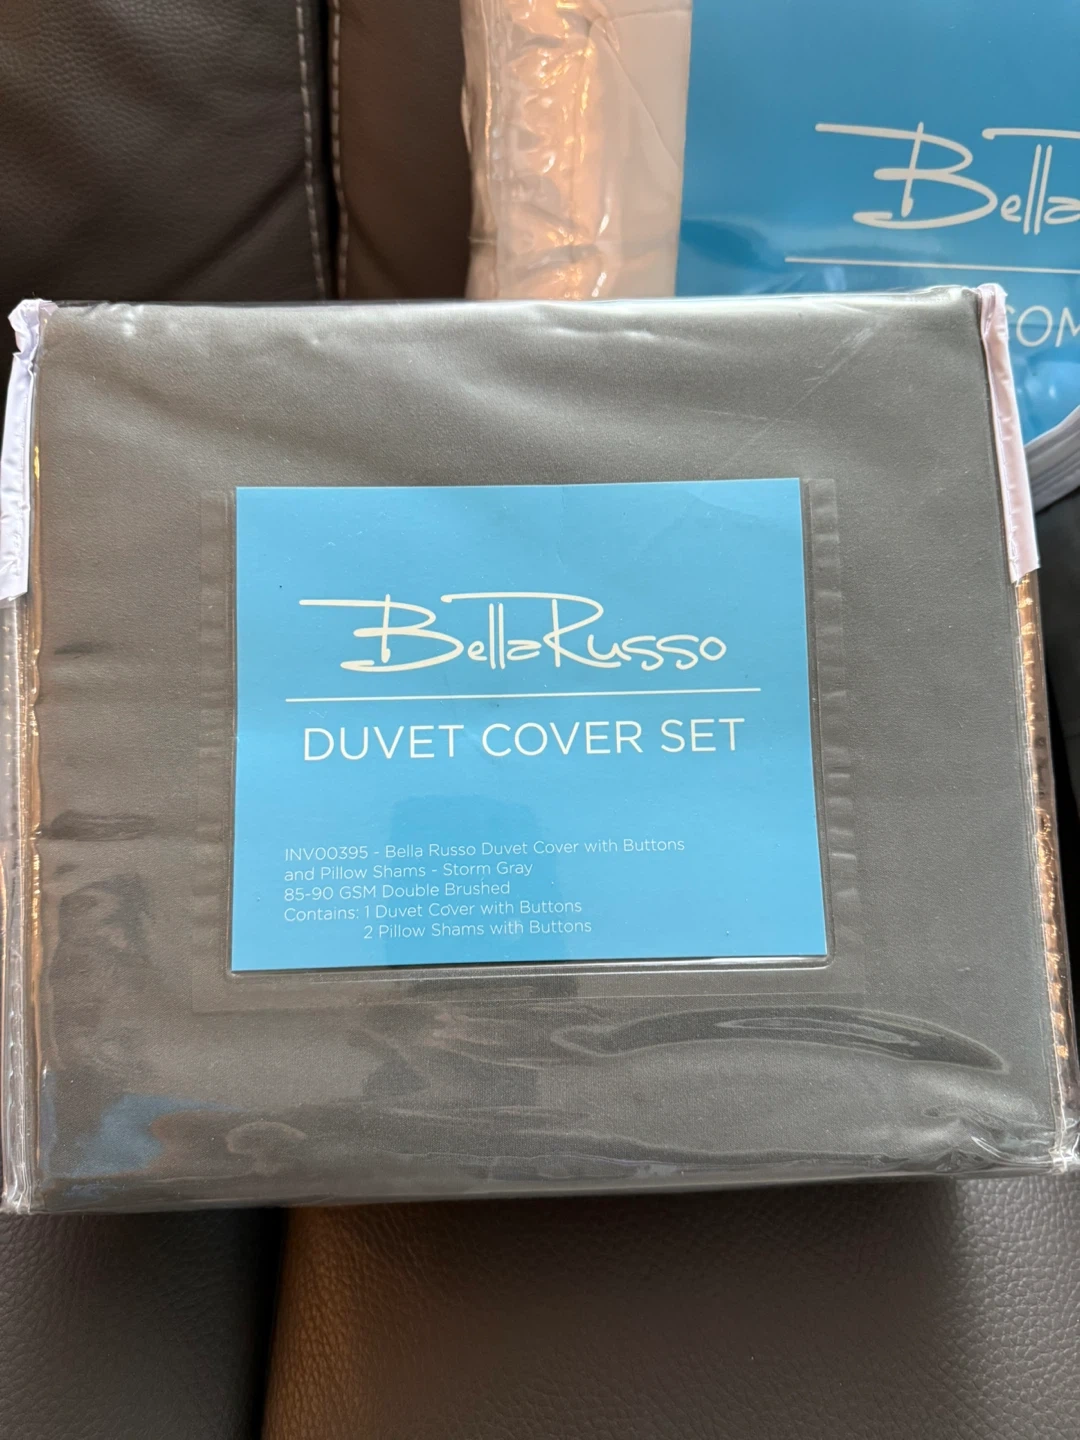 Bella
COM
BellaRusso
DUVET COVER SET
INV00395 - Bella Russo Duvet Cover with Buttons
and Pillow Shams - Storm Gray
85-90 GSM Double Brushed
Contains: 1 Duvet Cover with Buttons
2 Pillow Shams with Buttons